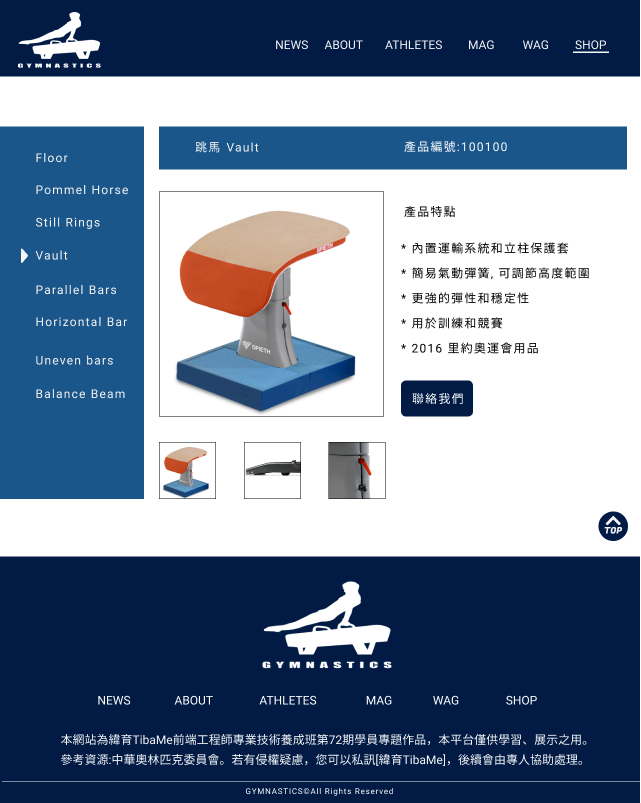 GYMNASTICS
NEWS ABOUT ATHLETES MAG WAG SHOP
Floor
Pommel Horse
Still Rings
Vault
Parallel Bars
Horizontal Bar
Uneven bars
Balance Beam
跳馬 Vault 產品編號:100100
SPIETH
SPIETH
產品特點
* 內置運輸系統和立柱保護套
* 簡易氣動彈簧, 可調節高度範圍
* 更強的彈性和穩定性
* 用於訓練和競賽
* 2016 里約奧運會用品
聯絡我們
TOP
GYMNASTICS
NEWS ABOUT ATHLETES MAG WAG SHOP
本網站為緯育TibaMe前端工程師專業技術養成班第72期學員專題作品，本平台僅供學習、展示之用。
參考資源:中華奧林匹克委員會。若有侵權疑慮，您可以私訊[緯育TibaMe]，後續會由專人協助處理。
GYMNASTICS©All Rights Reserved